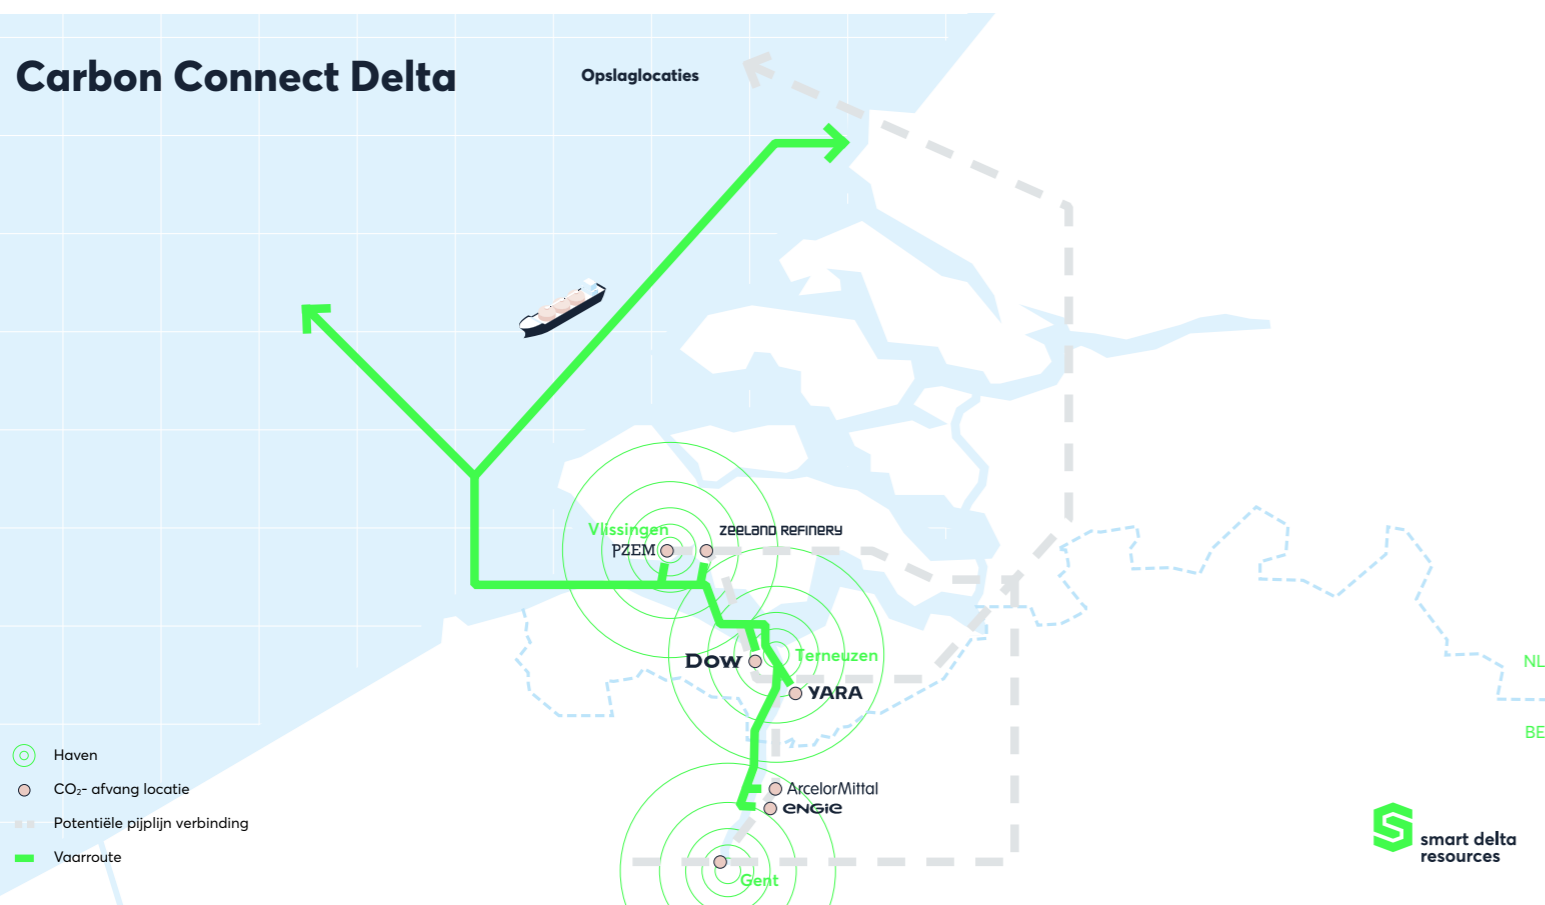 Carbon Connect Delta
Opslaglocaties
Vlissingen
ZEELAND REFINERY
PZEM
Dow
Terneuzen
YARA
NL
BE
Haven
CO₂- afvang locatie
ArcelorMittal
ENGIE
Potentiële pijplijn verbinding
Vaarroute
Gent
smart delta
resources